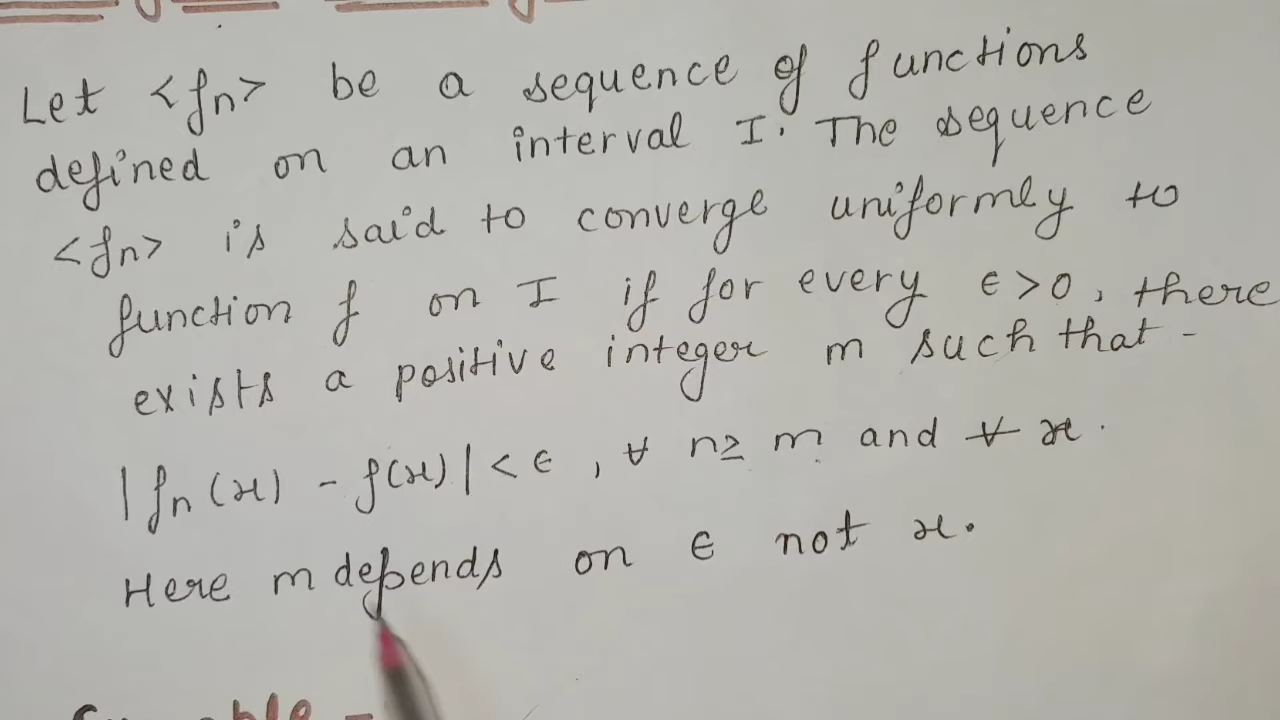 Let <fn> be a sequence of functions
defined on an interval I. The sequence
<fn> is said to converge uniformly to
function f on I if for every ϵ>0, there
exists a positive integer m such that -
|fn(x) - f(x)|<ϵ, ∀ n≥ m and ∀ x.
Here m depends on ϵ not x.